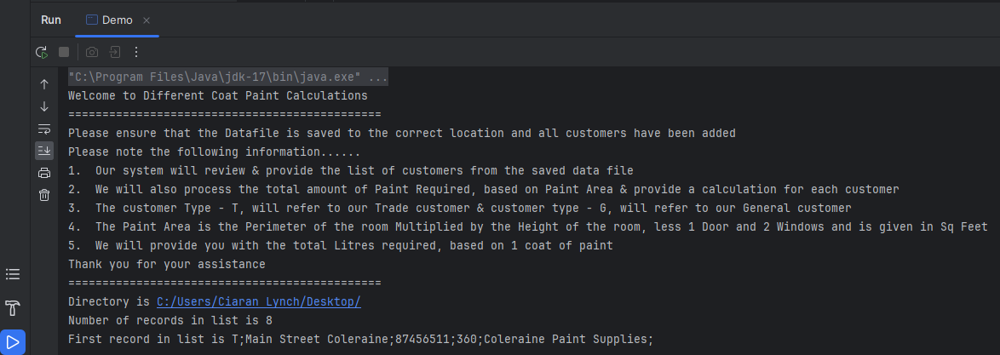 Run Demo ×
"C:\Program Files\Java\jdk-17\bin\java.exe" ...
Welcome to Different Coat Paint Calculations
==============================================
Please ensure that the Datafile is saved to the correct location and all customers have been added
Please note the following information......
1.  Our system will review & provide the list of customers from the saved data file
2.  We will also process the total amount of Paint Required, based on Paint Area & provide a calculation for each customer
3.  The customer Type - T, will refer to our Trade customer & customer type - G, will refer to our General customer
4.  The Paint Area is the Perimeter of the room Multiplied by the Height of the room, less 1 Door and 2 Windows and is given in Sq Feet
5.  We will provide you with the total Litres required, based on 1 coat of paint
Thank you for your assistance
==============================================
Directory is C:/Users/Ciaran Lynch/Desktop/
Number of records in list is 8
First record in list is T;Main Street Coleraine;87456511;360;Coleraine Paint Supplies;